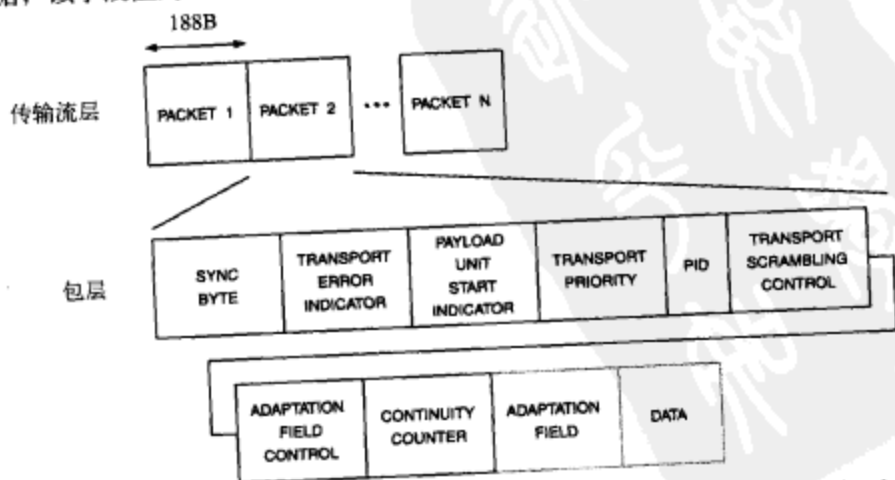 188B
传输流层
PACKET 1
PACKET 2
...
PACKET N
包层
SYNC
BYTE
TRANSPORT
ERROR
INDICATOR
PAYLOAD
UNIT
START
INDICATOR
TRANSPORT
PRIORITY
PID
TRANSPORT
SCRAMBLING
CONTROL
ADAPTATION
FIELD
CONTROL
CONTINUITY
COUNTER
ADAPTATION
FIELD
DATA